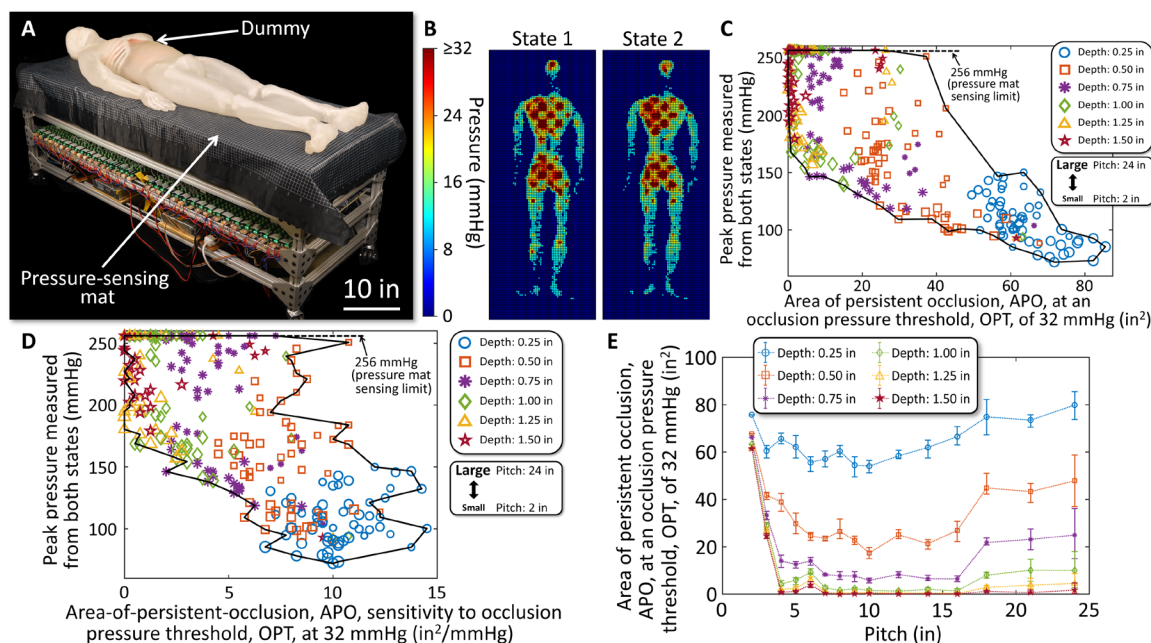 A
Dummy
Pressure-sensing
mat
10 in
B
State 1
State 2
≥32
24
16
8
0
Pressure (mmHg)
C
Peak pressure measured
from both states (mmHg)
250
200
150
100
0
20
40
60
80
256 mmHg
(pressure mat
sensing limit)
Depth: 0.25 in
Depth: 0.50 in
Depth: 0.75 in
Depth: 1.00 in
Depth: 1.25 in
Depth: 1.50 in
Large Pitch: 24 in
Small Pitch: 2 in
Area of persistent occlusion, APO, at an
occlusion pressure threshold, OPT, of 32 mmHg (in²)
D
Peak pressure measured
from both states (mmHg)
250
200
150
100
0
5
10
15
256 mmHg
(pressure mat
sensing limit)
Depth: 0.25 in
Depth: 0.50 in
Depth: 0.75 in
Depth: 1.00 in
Depth: 1.25 in
Depth: 1.50 in
Large Pitch: 24 in
Small Pitch: 2 in
Area-of-persistent-occlusion, APO, sensitivity to occlusion
pressure threshold, OPT, at 32 mmHg (in²/mmHg)
E
Area of persistent occlusion,
APO, at an occlusion pressure
threshold, OPT, of 32 mmHg (in²)
100
80
60
40
20
0
0
5
10
15
20
25
Depth: 0.25 in
Depth: 0.50 in
Depth: 0.75 in
Depth: 1.00 in
Depth: 1.25 in
Depth: 1.50 in
Pitch (in)